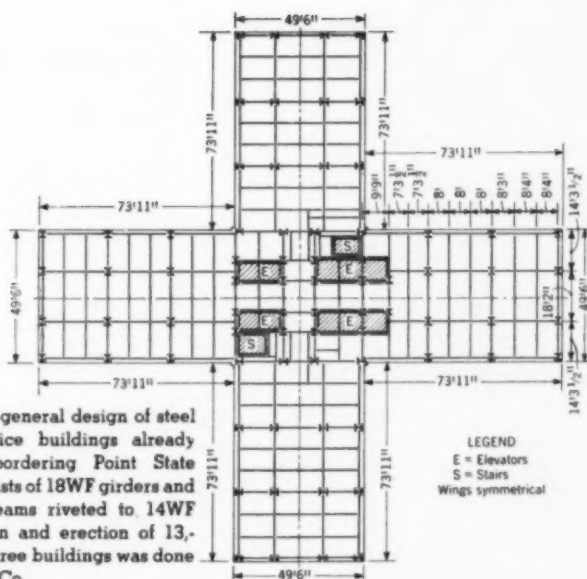 49'6"
73'11"
73'11"
73'11"
73'11"
9'9"
7'3½"
7'3½"
8'
8'
8'
8'3"
8'4"
8'4"
14'3½"
49'6"
S
E
E
18'2"
49'6"
E
E
S
14'3½"
73'11"
73'11"
73'11"
73'11"
49'6"
LEGEND
E = Elevators
S = Stairs
Wings symmetrical
general design of steel
ice buildings already
bordering Point State
ists of 18WF girders and
eams riveted to 14WF
n and erection of 13,-
ree buildings was done
Co.